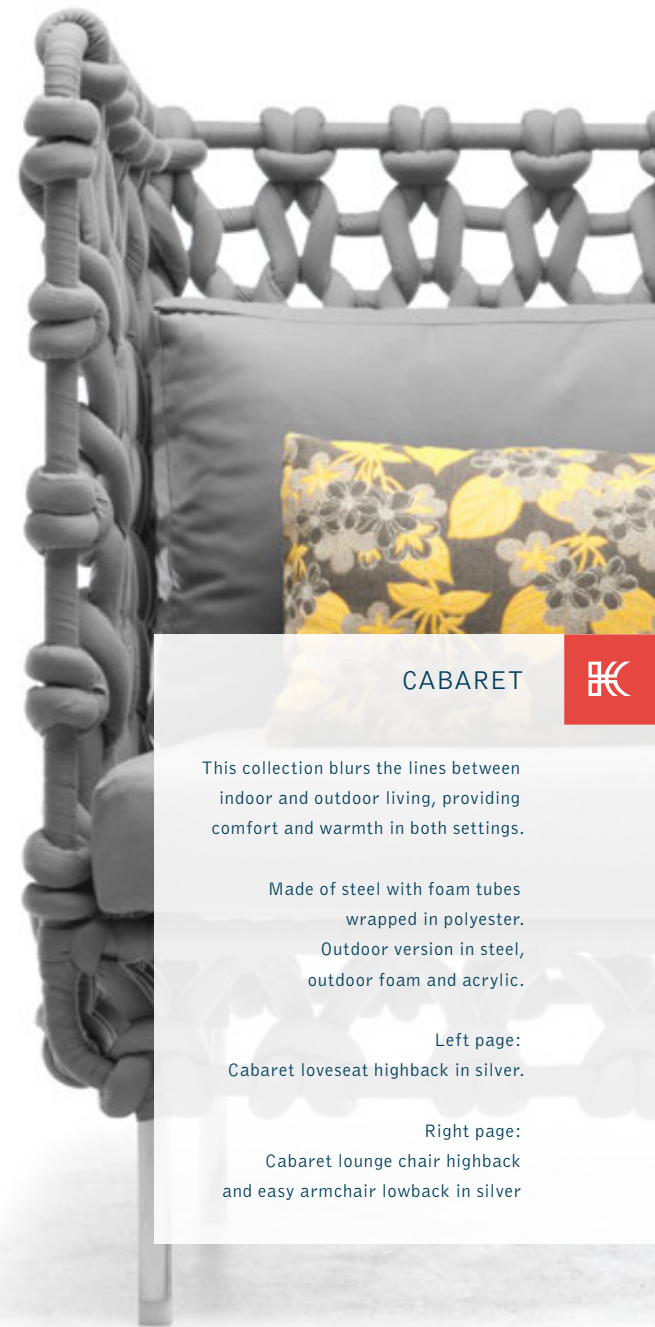 CABARET
This collection blurs the lines between
indoor and outdoor living, providing
comfort and warmth in both settings.
Made of steel with foam tubes
wrapped in polyester.
Outdoor version in steel,
outdoor foam and acrylic.
Left page:
Cabaret loveseat highback in silver.
Right page:
Cabaret lounge chair highback
and easy armchair lowback in silver